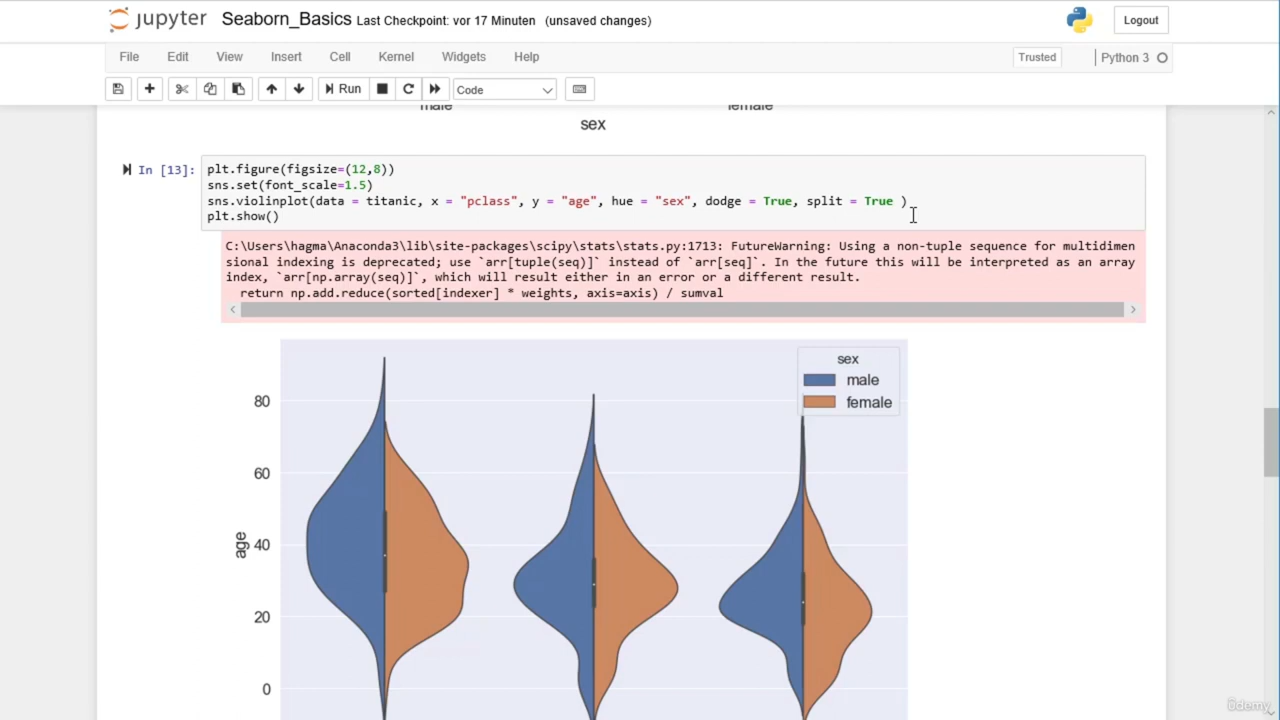 jupyter Seaborn_Basics Last Checkpoint: vor 17 Minuten (unsaved changes) Logout
File Edit View Insert Cell Kernel Widgets Help Trusted Python 3
Run Code
male female
sex
In [13]: plt.figure(figsize=(12,8))
sns.set(font_scale=1.5)
sns.violinplot(data = titanic, x = "pclass", y = "age", hue = "sex", dodge = True, split = True )
plt.show()
C:\Users\hagma\Anaconda3\lib\site-packages\scipy\stats\stats.py:1713: FutureWarning: Using a non-tuple sequence for multidimen
sional indexing is deprecated; use `arr[tuple(seq)]` instead of `arr[seq]`. In the future this will be interpreted as an array
index, `arr[np.array(seq)]`, which will result either in an error or a different result.
return np.add.reduce(sorted[indexer] * weights, axis=axis) / sumval
sex
male
female
80
60
age
40
20
0
Udemy